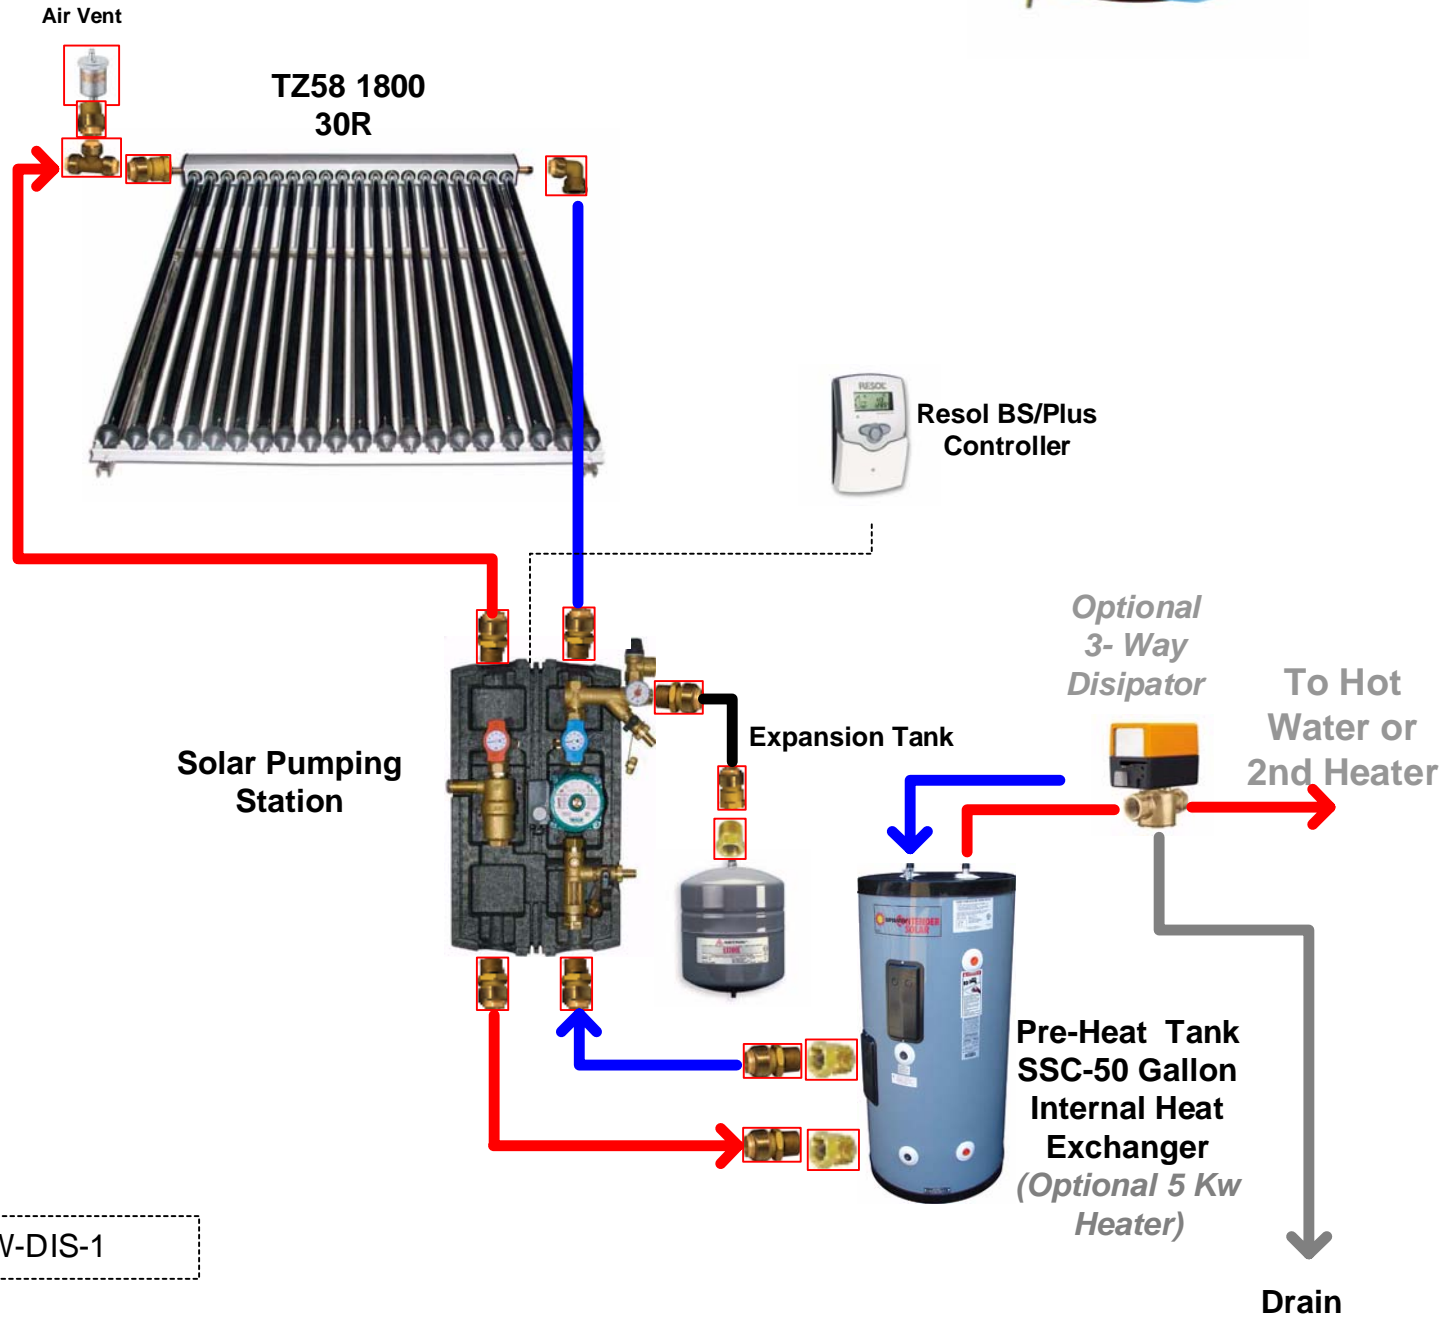 Air Vent
TZ58 1800
30R
RESOL
Resol BS/Plus
Controller
Optional
3- Way
Disipator
To Hot
Water or
2nd Heater
Expansion Tank
Solar Pumping
Station
SOLAR
Pre-Heat  Tank
SSC-50 Gallon
Internal Heat
Exchanger
(Optional 5 Kw
Heater)
W-DIS-1
Drain